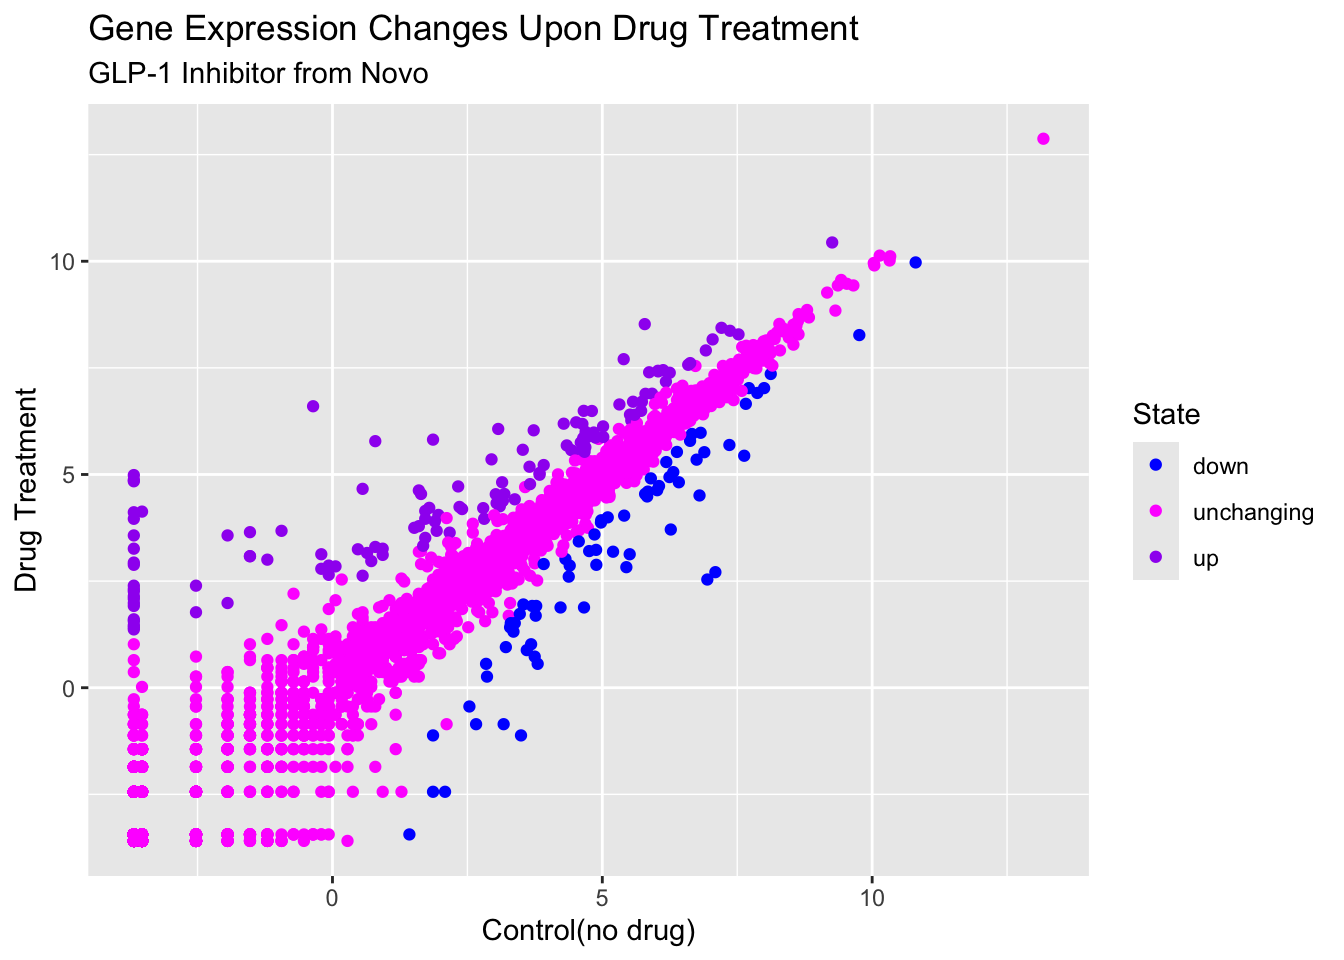 Gene Expression Changes Upon Drug Treatment
GLP-1 Inhibitor from Novo
Drug Treatment
10
5
0
0
5
10
Control(no drug)
State
down
unchanging
up